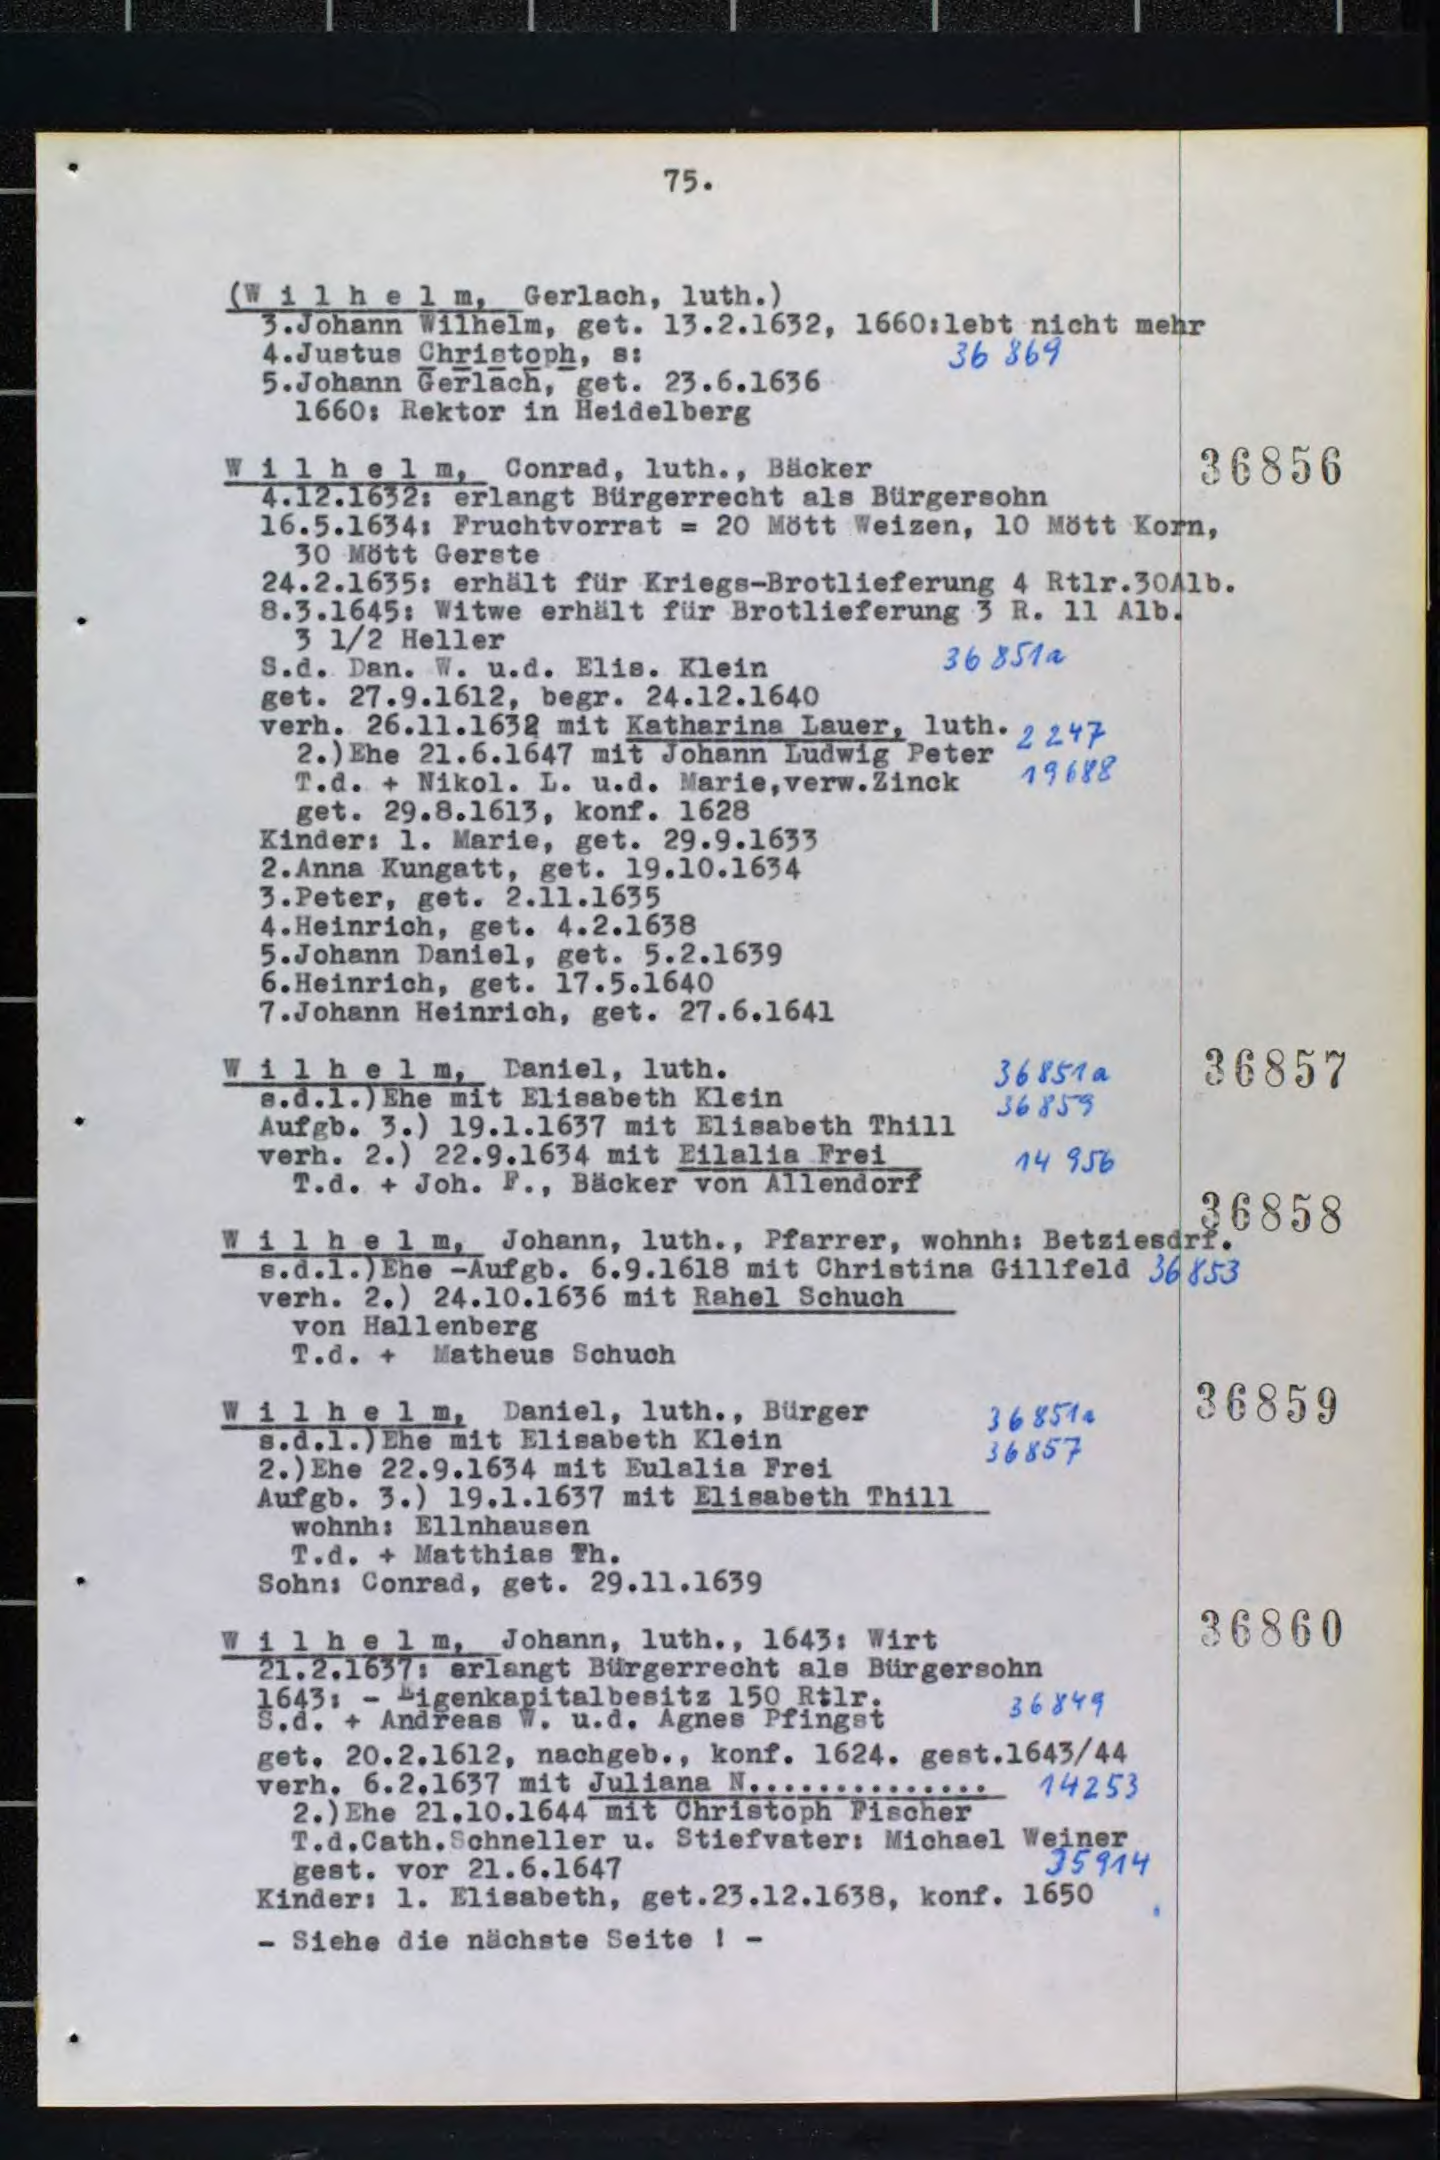 75.
(W i l h e l m, Gerlach, luth.)
3.Johann Wilhelm, get. 13.2.1632, 1660:lebt nicht mehr
4.Justus Christoph, s: 36 869
5.Johann Gerlach, get. 23.6.1636
1660: Rektor in Heidelberg
W i l h e l m, Conrad, luth., Bäcker 36856
4.12.1632: erlangt Bürgerrecht als Bürgersohn
16.5.1634: Fruchtvorrat = 20 Mött Weizen, 10 Mött Korn,
30 Mött Gerste
24.2.1635: erhält für Kriegs-Brotlieferung 4 Rtlr.30Alb.
8.3.1645: Witwe erhält für Brotlieferung 3 R. 11 Alb.
3 1/2 Heller
S.d. Dan. W. u.d. Elis. Klein 36 851a
get. 27.9.1612, begr. 24.12.1640
verh. 26.11.1632 mit Katharina Lauer, luth. 2 247
2.)Ehe 21.6.1647 mit Johann Ludwig Peter 19688
T.d. + Nikol. L. u.d. Marie,verw.Zinck
get. 29.8.1613, konf. 1628
Kinder: 1. Marie, get. 29.9.1633
2.Anna Kungatt, get. 19.10.1634
3.Peter, get. 2.11.1635
4.Heinrich, get. 4.2.1638
5.Johann Daniel, get. 5.2.1639
6.Heinrich, get. 17.5.1640
7.Johann Heinrich, get. 27.6.1641
W i l h e l m, Daniel, luth. 36851a 36857
s.d.1.)Ehe mit Elisabeth Klein 36859
Aufgb. 3.) 19.1.1637 mit Elisabeth Thill
verh. 2.) 22.9.1634 mit Eilalia Frei 14 956
T.d. + Joh. F., Bäcker von Allendorf
36858
W i l h e l m, Johann, luth., Pfarrer, wohnh: Betziesdrf.
s.d.1.)Ehe -Aufgb. 6.9.1618 mit Christina Gillfeld 36 853
verh. 2.) 24.10.1636 mit Rahel Schuch
von Hallenberg
T.d. + Matheus Schuch
W i l h e l m, Daniel, luth., Bürger 36851a 36859
s.d.1.)Ehe mit Elisabeth Klein 36857
2.)Ehe 22.9.1634 mit Eulalia Frei
Aufgb. 3.) 19.1.1637 mit Elisabeth Thill
wohnh: Ellnhausen
T.d. + Matthias Th.
Sohn: Conrad, get. 29.11.1639
W i l h e l m, Johann, luth., 1643: Wirt 36860
21.2.1637: erlangt Bürgerrecht als Bürgersohn
1643: - Eigenkapitalbesitz 150 Rtlr.
S.d. + Andreas W. u.d. Agnes Pfingst 36849
get. 20.2.1612, nachgeb., konf. 1624. gest.1643/44
verh. 6.2.1637 mit Juliana N.............. 14253
2.)Ehe 21.10.1644 mit Christoph Fischer
T.d.Cath.Schneller u. Stiefvater: Michael Weiner
gest. vor 21.6.1647 35914
Kinder: 1. Elisabeth, get.23.12.1638, konf. 1650
- Siehe die nächste Seite ! -